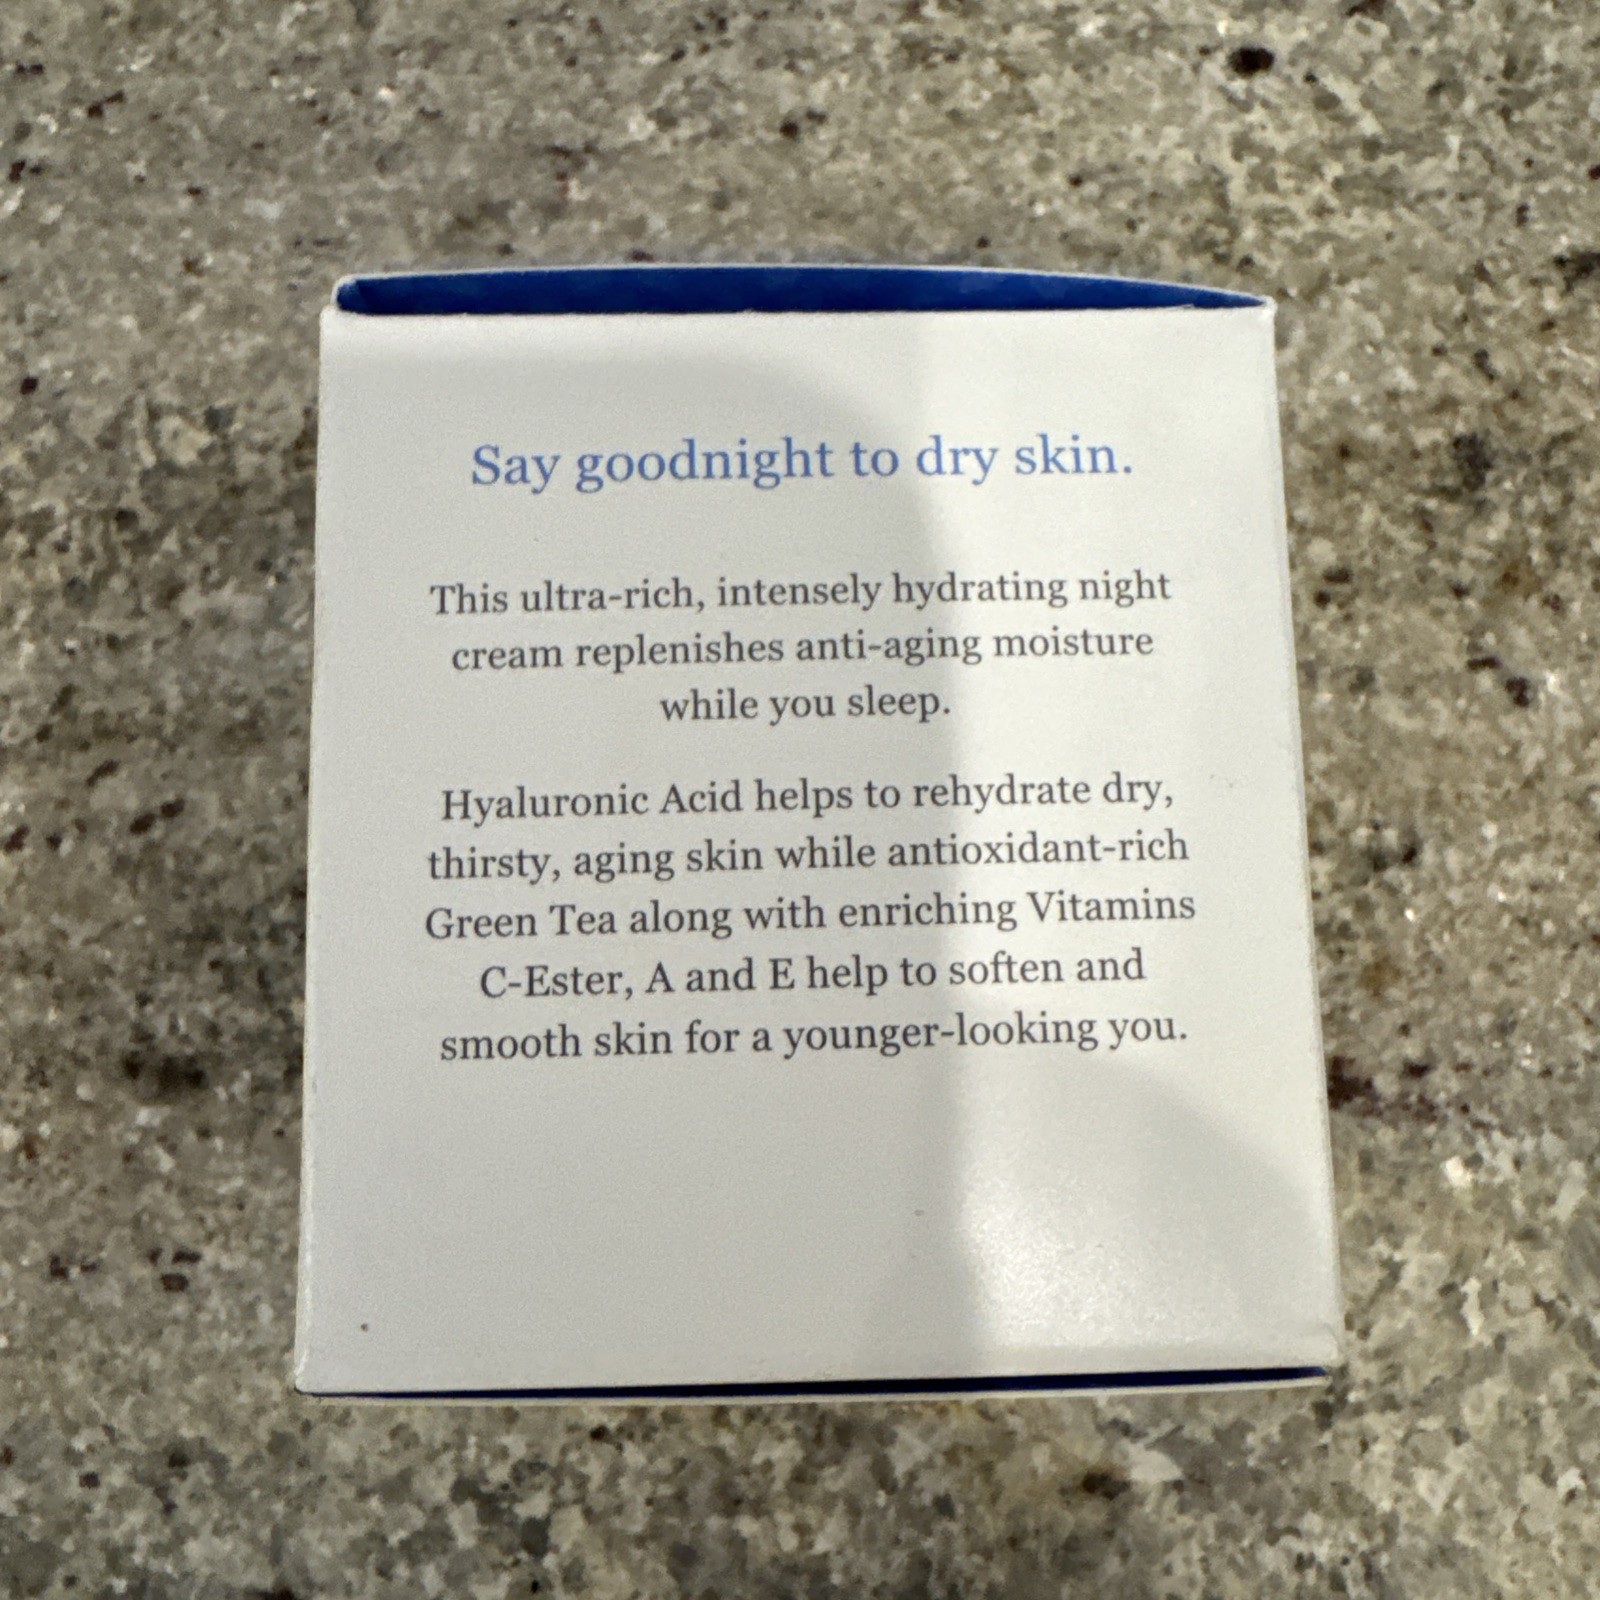 Say goodnight to dry skin.
This ultra-rich, intensely hydrating night
cream replenishes anti-aging moisture
while you sleep.
Hyaluronic Acid helps to rehydrate dry,
thirsty, aging skin while antioxidant-rich
Green Tea along with enriching Vitamins
C-Ester, A and E help to soften and
smooth skin for a younger-looking you.